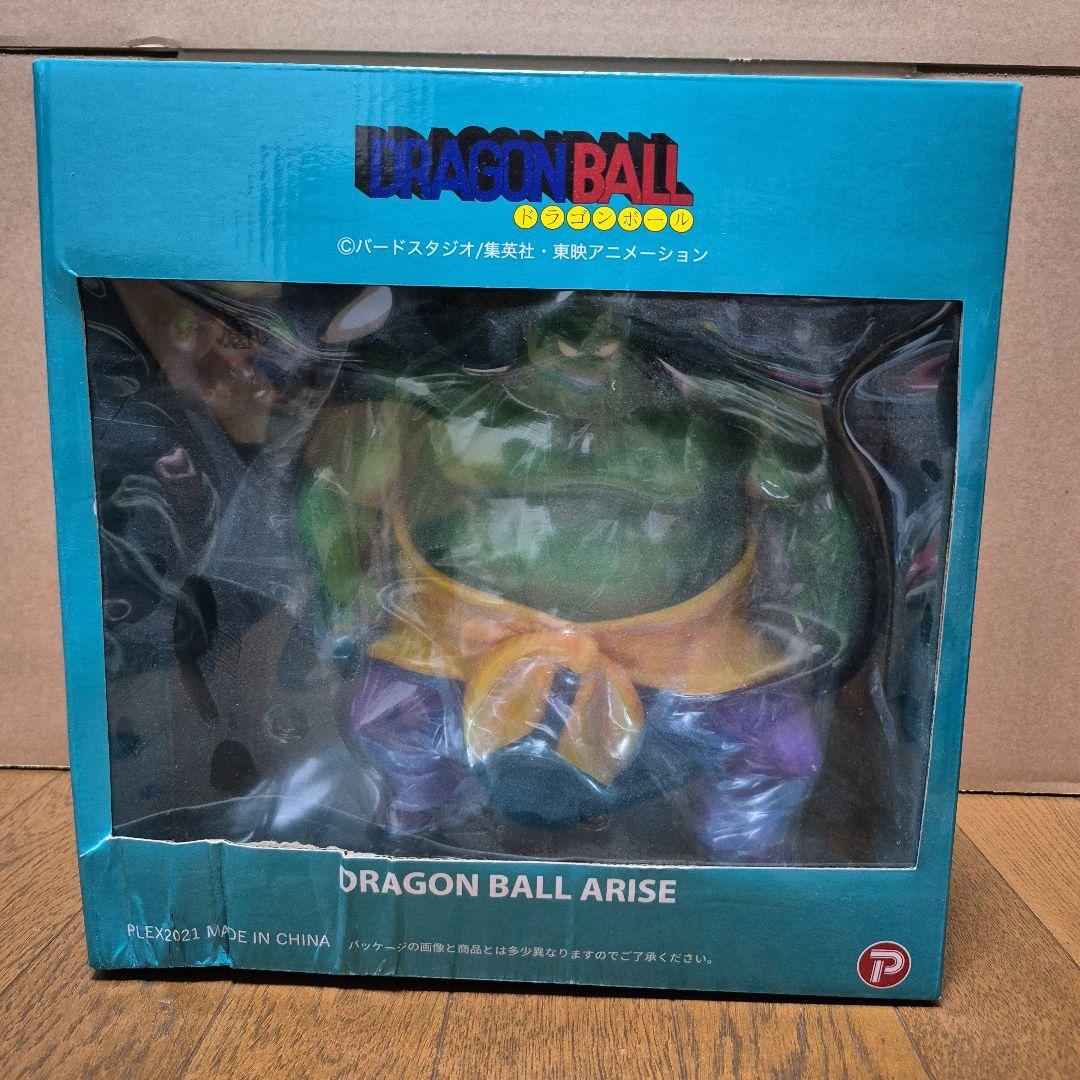 DRAGON BALL
ドラゴンボール
©バードスタジオ/集英社・東映アニメーション
魔
DRAGON BALL ARISE
PLEX2021 MADE IN CHINA
パッケージの画像と商品とは多少異なりますのでご了承ください。
P